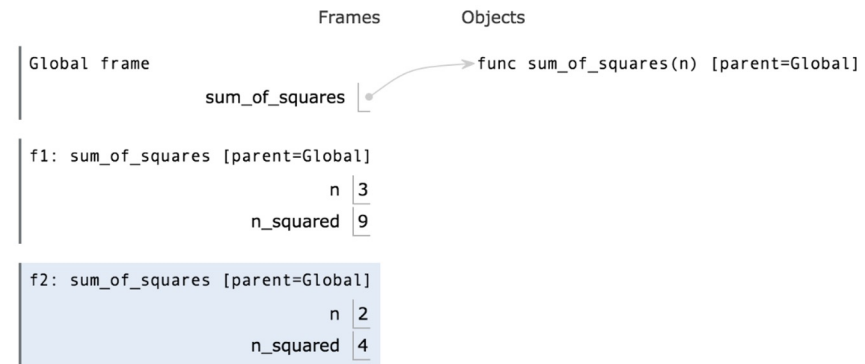 Frames Objects
Global frame func sum_of_squares(n) [parent=Global]
sum_of_squares
f1: sum_of_squares [parent=Global]
n 3
n_squared 9
f2: sum_of_squares [parent=Global]
n 2
n_squared 4